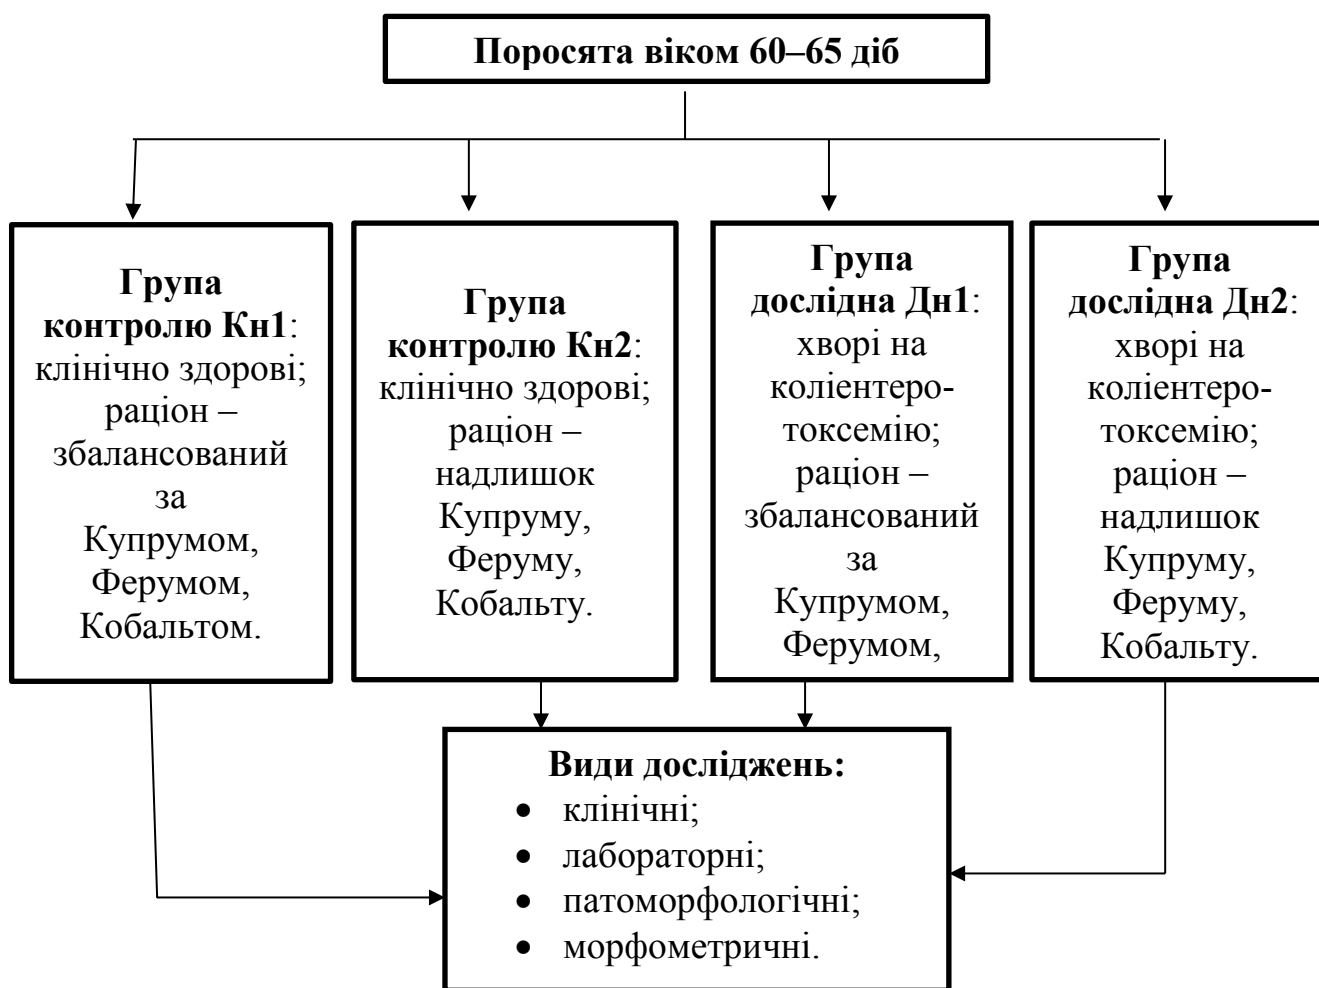 Поросята віком 60–65 діб
Група
контролю Кн1:
клінічно здорові;
раціон –
збалансований
за
Купрумом,
Ферумом,
Кобальтом.
Група
контролю Кн2:
клінічно здорові;
раціон –
надлишок
Купруму,
Феруму,
Кобальту.
Група
дослідна Дн1:
хворі на
коліентеро-
токсемію;
раціон –
збалансований
за
Купрумом,
Ферумом,
Група
дослідна Дн2:
хворі на
коліентеро-
токсемію;
раціон –
надлишок
Купруму,
Феруму,
Кобальту.
Види досліджень:
• клінічні;
• лабораторні;
• патоморфологічні;
• морфометричні.